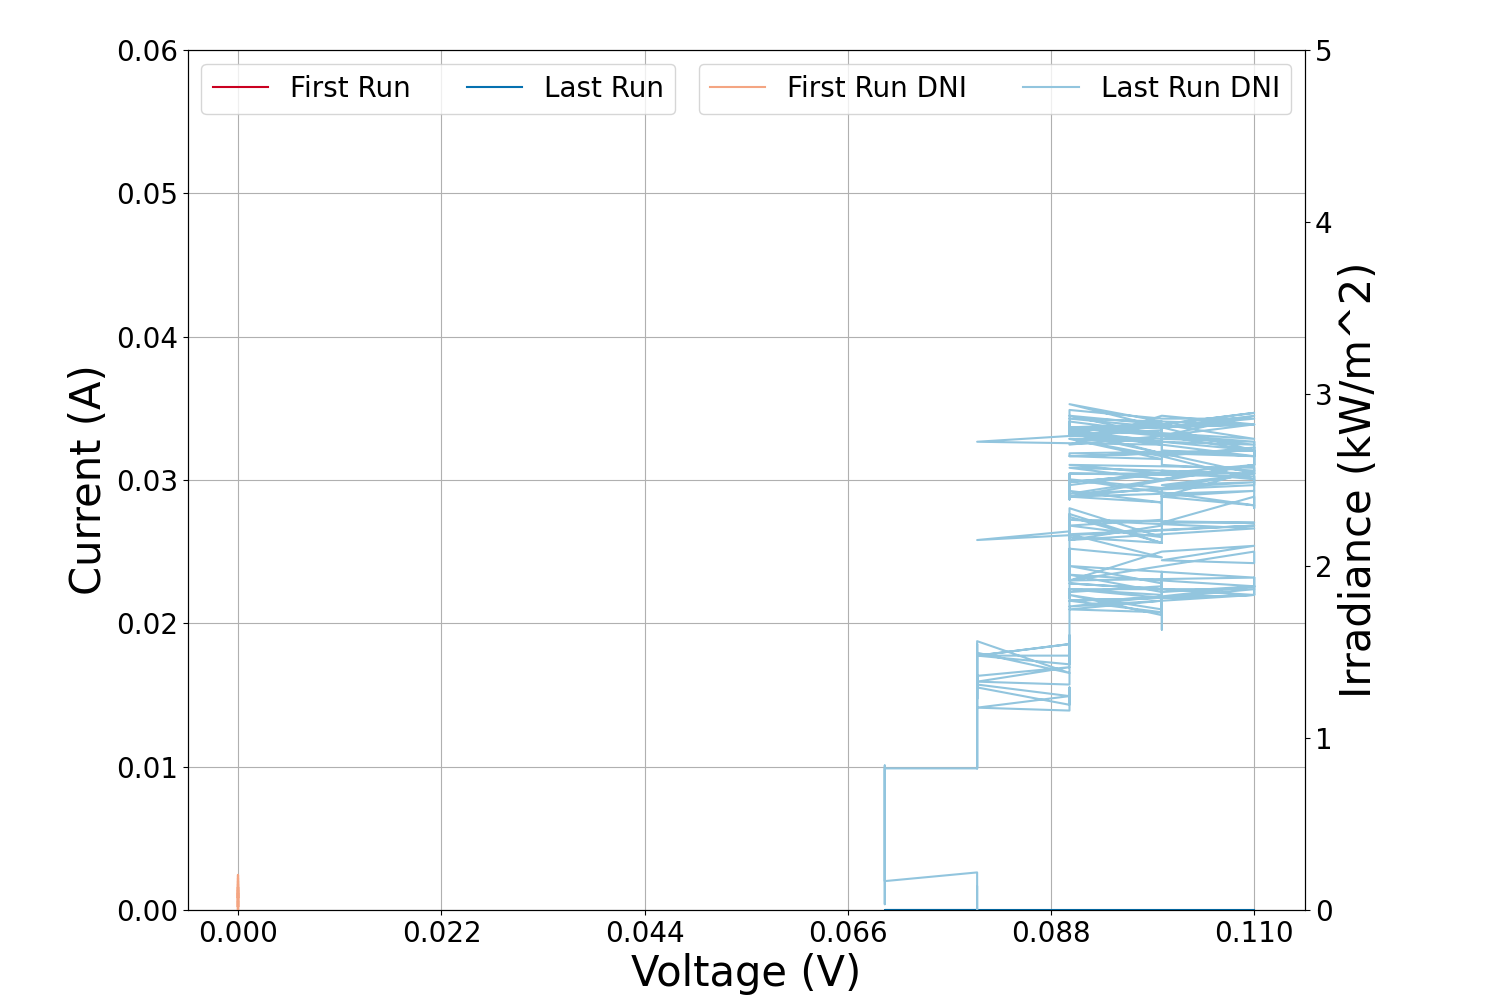 First Run
Last Run
First Run DNI
Last Run DNI
0.06
0.05
0.04
0.03
0.02
0.01
0.00
Current (A)
5
4
3
2
1
0
Irradiance (kW/m^2)
0.000
0.022
0.044
0.066
0.088
0.110
Voltage (V)